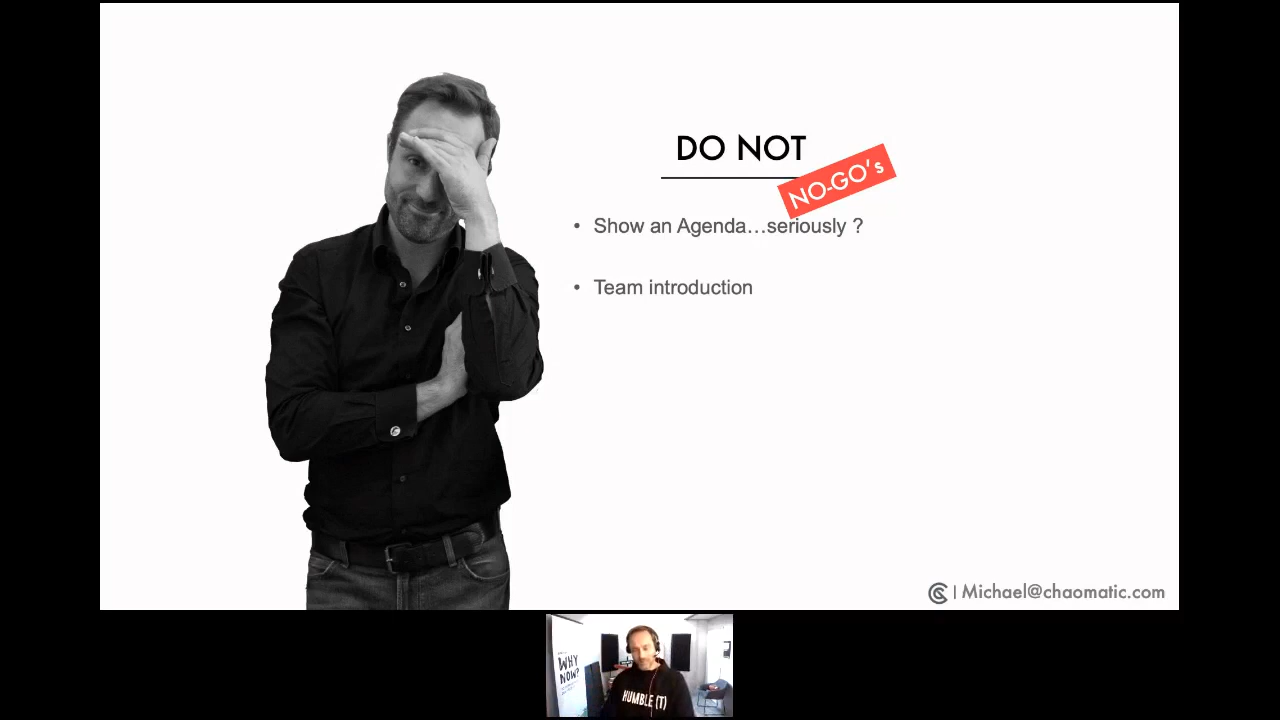 DO NOT
NO-GO's
• Show an Agenda...seriously ?
• Team introduction
| Michael@chaomatic.com
WHY
NOW?
HUMBLE(T)